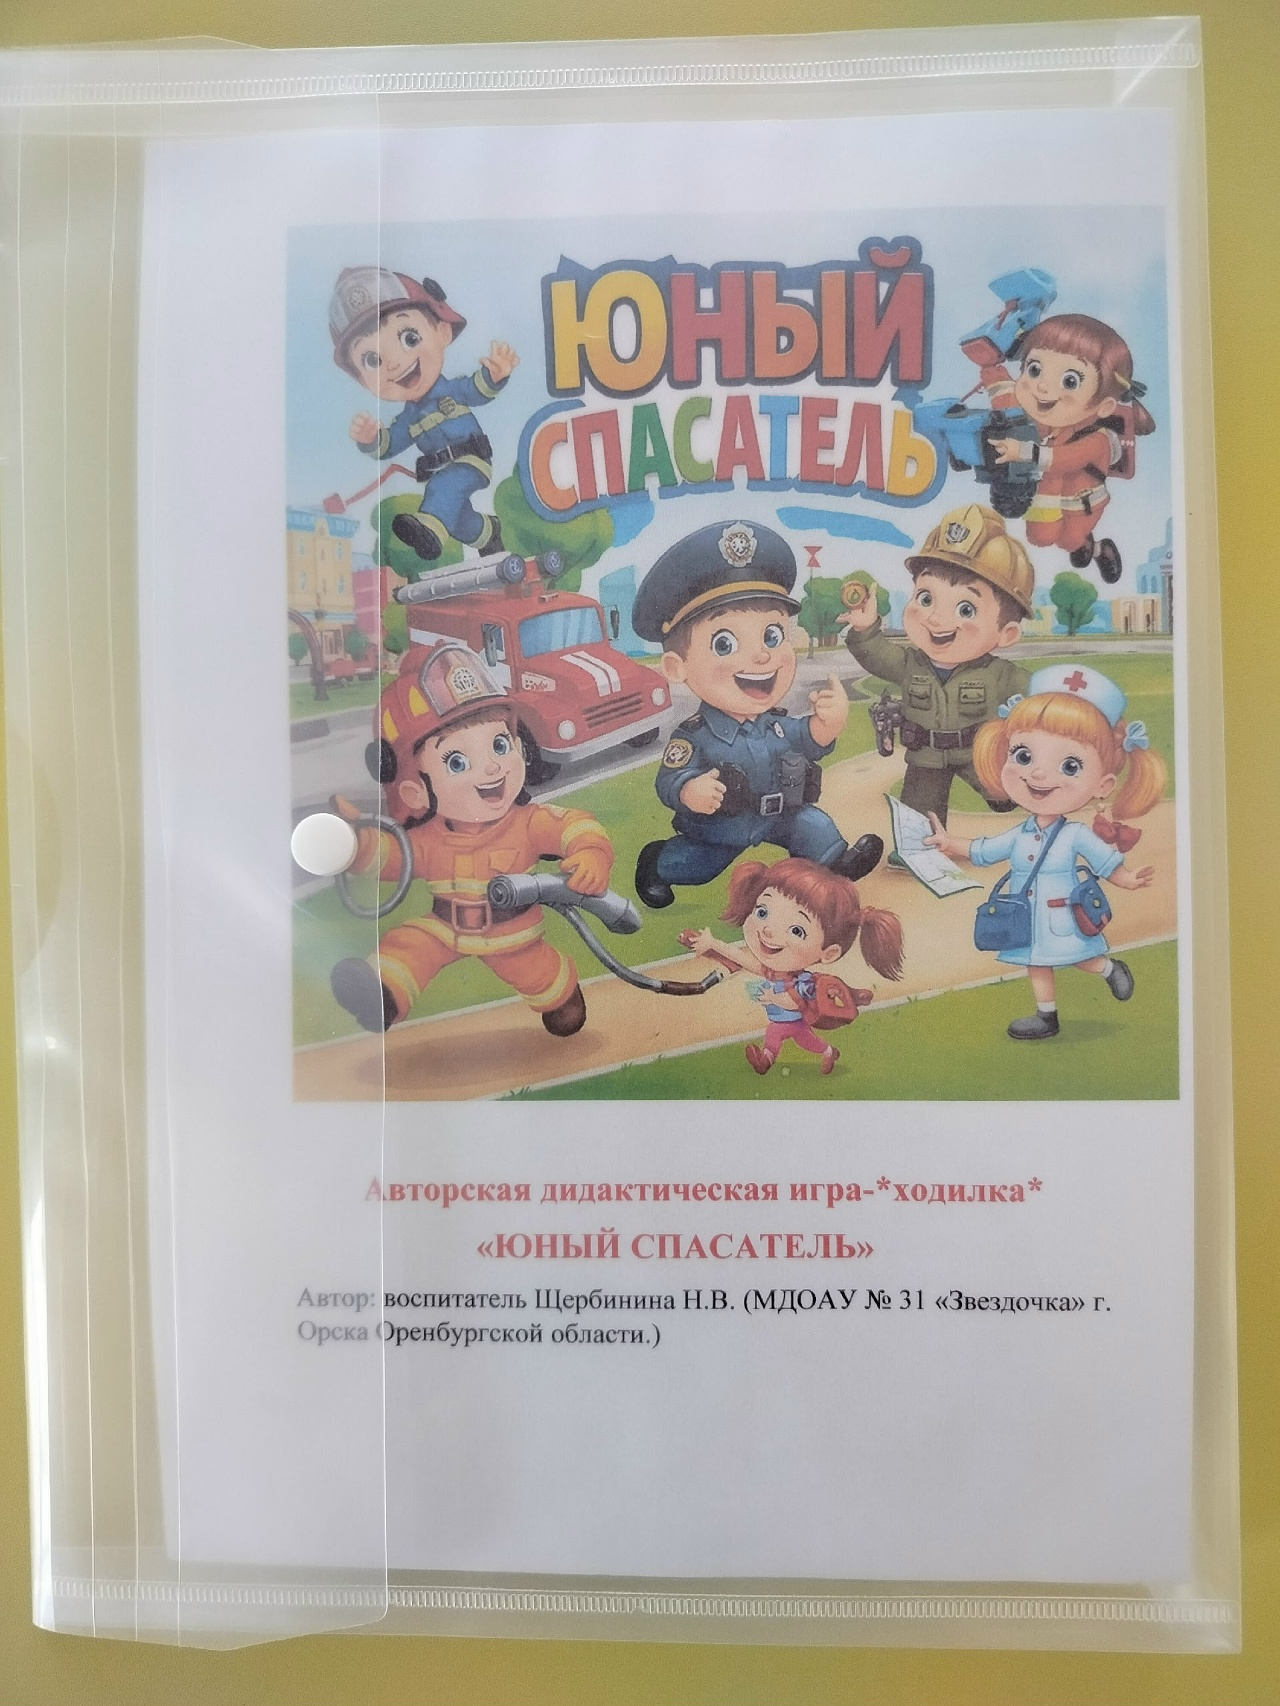 ЮНЫЙ
СПАСАТЕЛЬ
Авторская дидактическая игра-*ходилка*
«ЮНЫЙ СПАСАТЕЛЬ»
Автор: воспитатель Щербинина Н.В. (МДОАУ № 31 «Звездочка» г.
Орска Оренбургской области.)